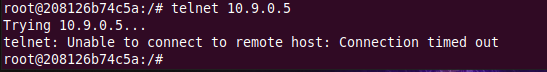 root@208126b74c5a:/# telnet 10.9.0.5
Trying 10.9.0.5...
telnet: Unable to connect to remote host: Connection timed out
root@208126b74c5a:/#